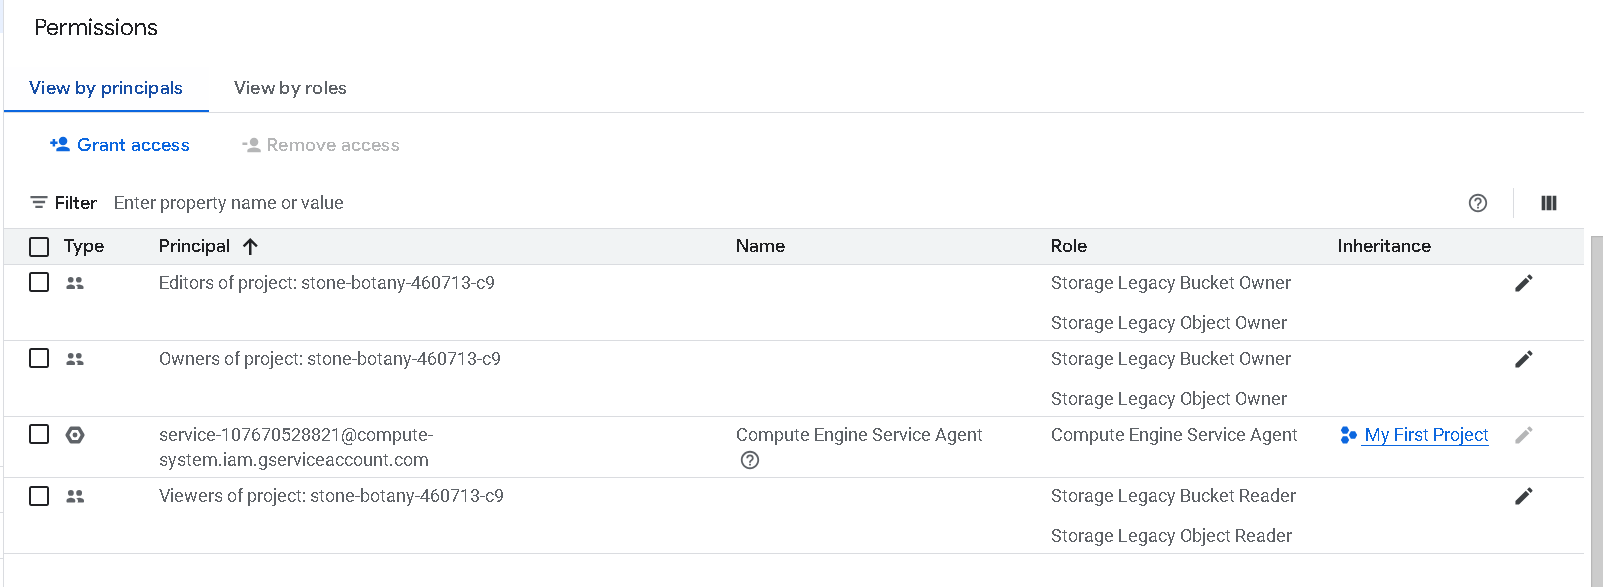 Permissions
View by principals
View by roles
Grant access
Remove access
Filter Enter property name or value
Type Principal Name Role Inheritance
Editors of project: stone-botany-460713-c9 Storage Legacy Bucket Owner
Storage Legacy Object Owner
Owners of project: stone-botany-460713-c9 Storage Legacy Bucket Owner
Storage Legacy Object Owner
service-107670528821@compute- Compute Engine Service Agent Compute Engine Service Agent My First Project
system.iam.gserviceaccount.com
Viewers of project: stone-botany-460713-c9 Storage Legacy Bucket Reader
Storage Legacy Object Reader